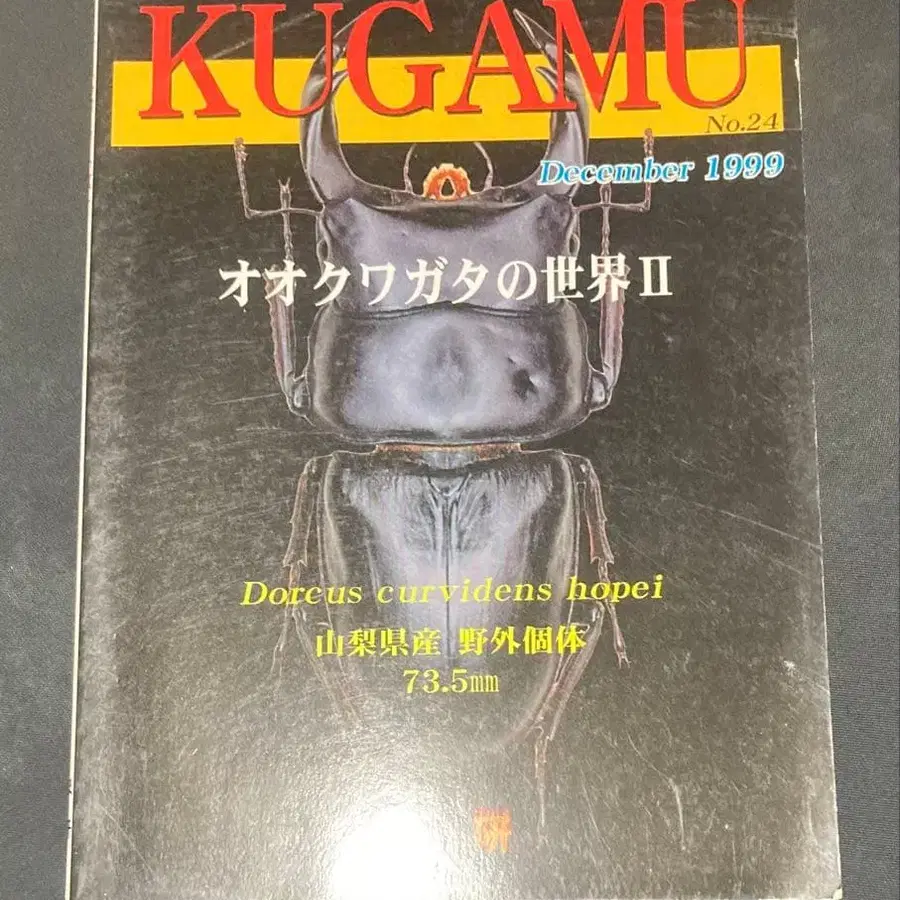 KUGAMU
No.24
December 1999
オオクワガタの世界Ⅱ
Dorcus curvidens hopei
山梨県産 野外個体
73.5㎜